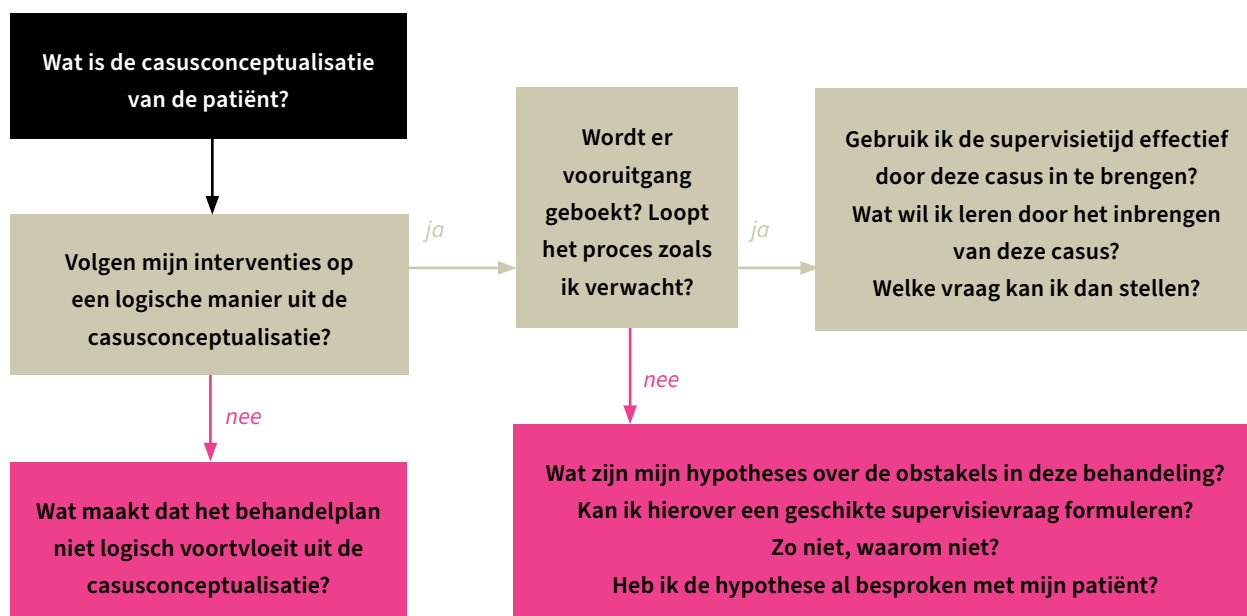 Wat is de casusconceptualisatie
van de patiënt?
Volgen mijn interventies op
een logische manier uit de
casusconceptualisatie?
ja
Wordt er
vooruitgang
geboekt? Loopt
het proces zoals
ik verwacht?
ja
Gebruik ik de supervisietijd effectief
door deze casus in te brengen?
Wat wil ik leren door het inbrengen
van deze casus?
Welke vraag kan ik dan stellen?
nee
Wat maakt dat het behandelplan
niet logisch voortvloeit uit de
casusconceptualisatie?
nee
Wat zijn mijn hypotheses over de obstakels in deze behandeling?
Kan ik hierover een geschikte supervisievraag formuleren?
Zo niet, waarom niet?
Heb ik de hypothese al besproken met mijn patiënt?